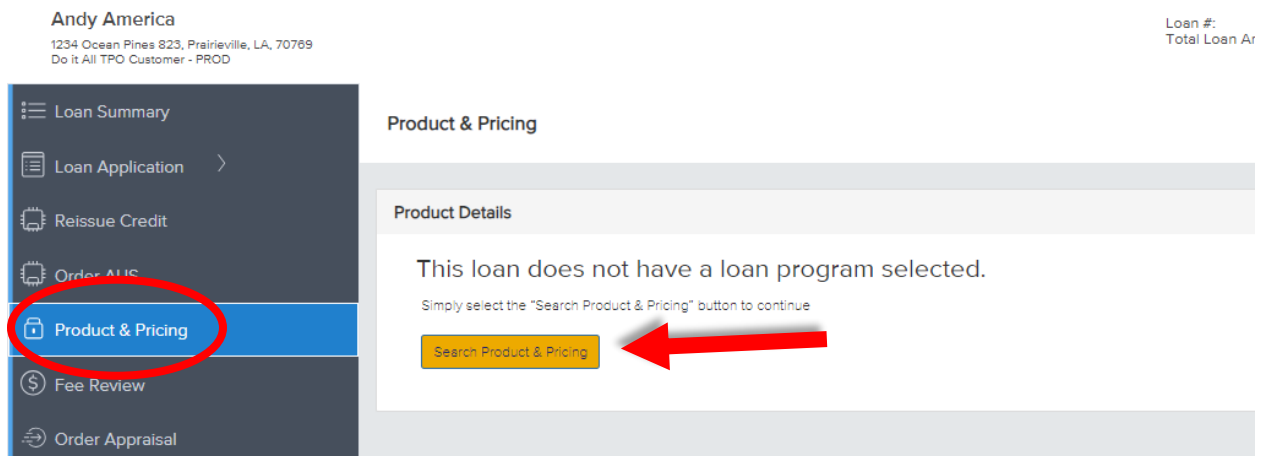 Andy America
1234 Ocean Pines 823, Prairieville, LA, 70769
Do it All TPO Customer - PROD
Loan #:
Total Loan Ar
Loan Summary
Loan Application
Reissue Credit
Order AUS
Product & Pricing
Fee Review
Order Appraisal
Product & Pricing
Product Details
This loan does not have a loan program selected.
Simply select the "Search Product & Pricing" button to continue
Search Product & Pricing